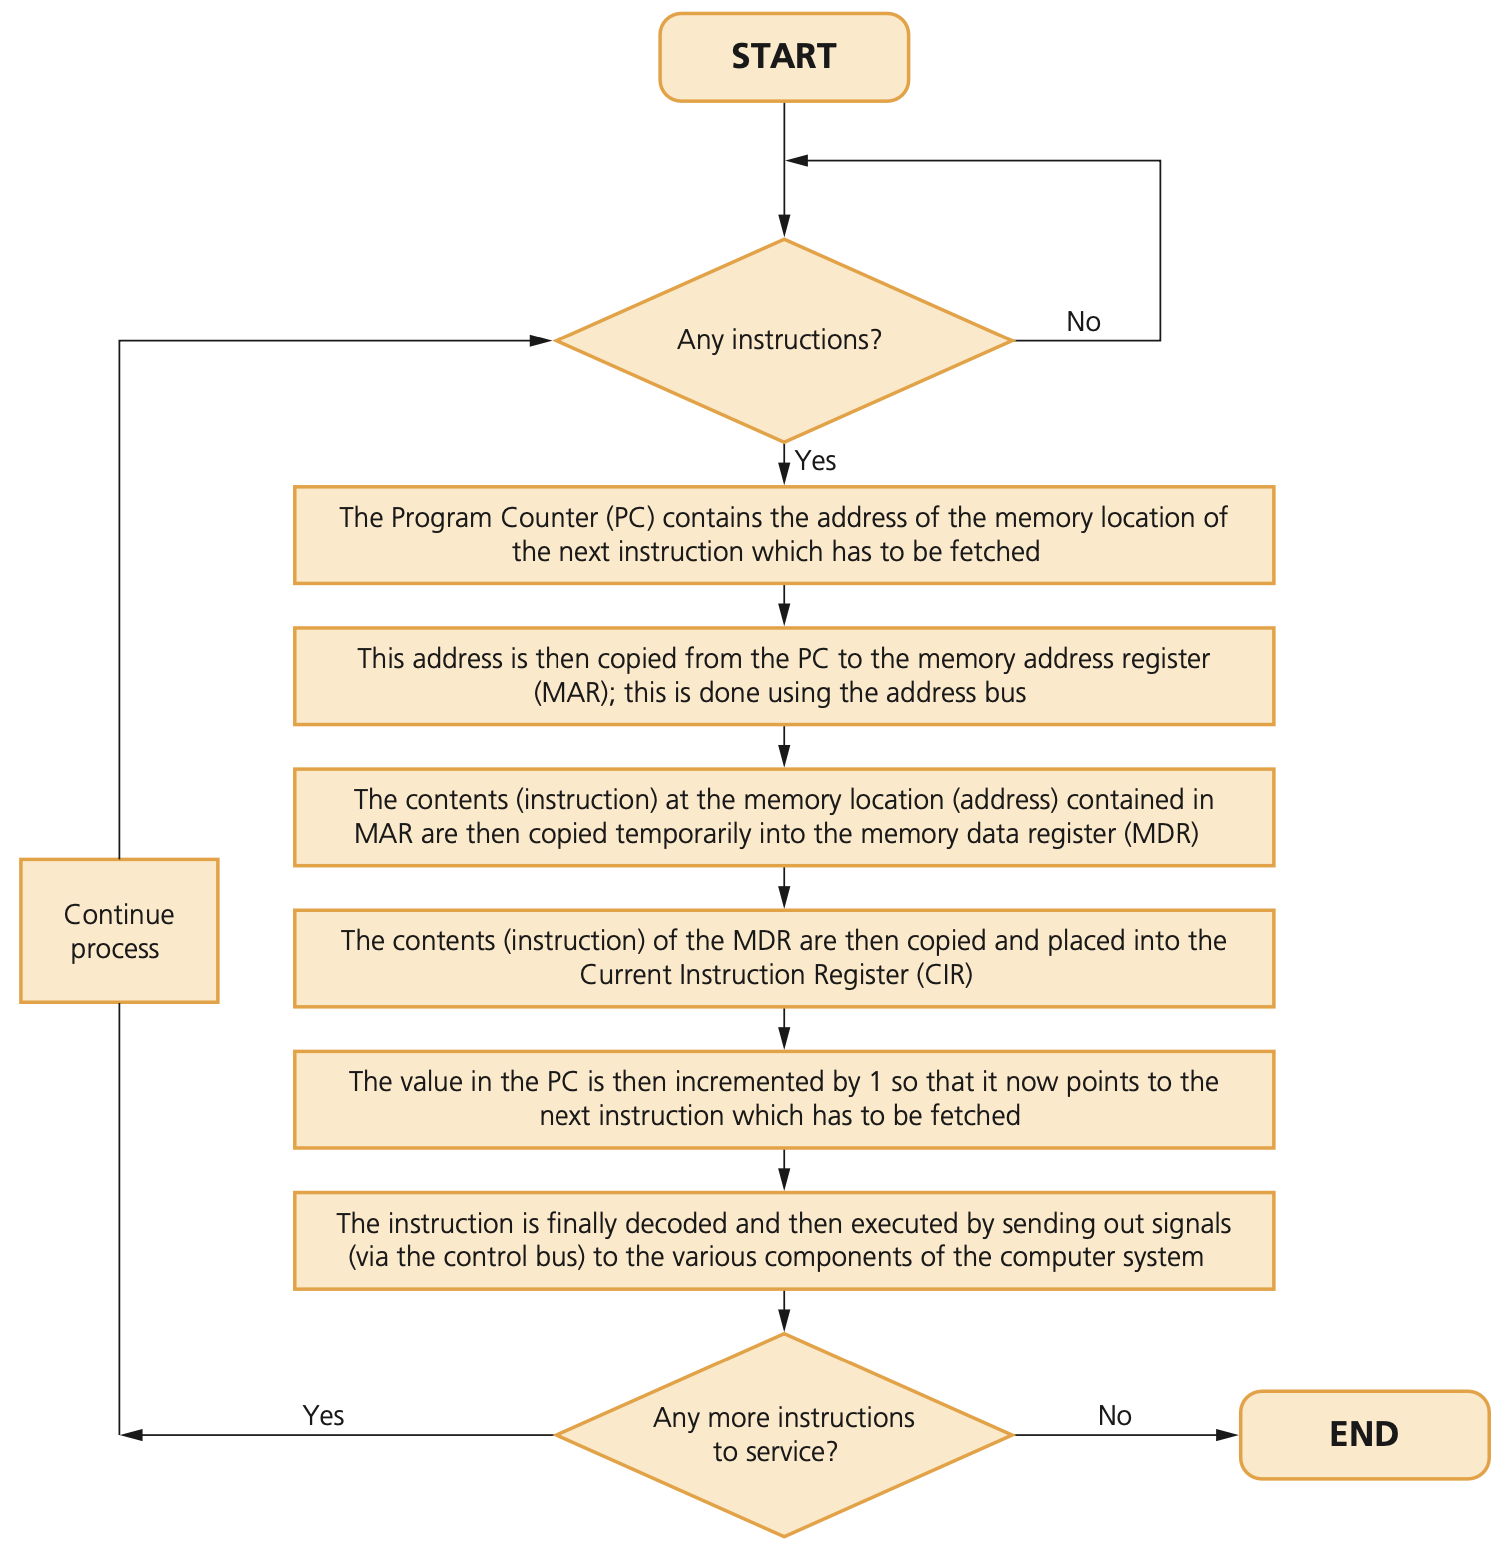 START
Any instructions?
No
Yes
The Program Counter (PC) contains the address of the memory location of
the next instruction which has to be fetched
This address is then copied from the PC to the memory address register
(MAR); this is done using the address bus
The contents (instruction) at the memory location (address) contained in
MAR are then copied temporarily into the memory data register (MDR)
Continue
process
The contents (instruction) of the MDR are then copied and placed into the
Current Instruction Register (CIR)
The value in the PC is then incremented by 1 so that it now points to the
next instruction which has to be fetched
The instruction is finally decoded and then executed by sending out signals
(via the control bus) to the various components of the computer system
Any more instructions
to service?
Yes
No
END